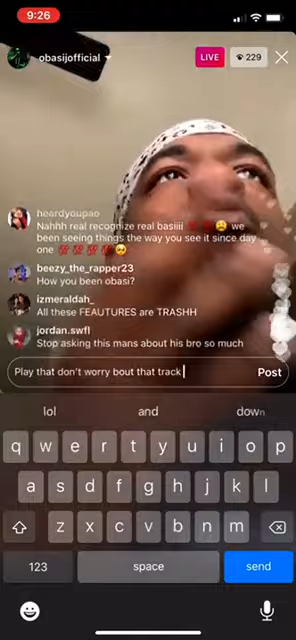 9:26
obasijofficial
LIVE
229
heardyoupao
Nahhh real recognize real basiiii 💯💯😢 we
been seeing things the way you see it since day
one 💯💯💯💯🥺
beezy_the_rapper23
How you been obasi?
izmeraldah_
All these FEAUTURES are TRASHH
jordan.swfl
Stop asking this mans about his bro so much
Play that don't worry bout that track
Post
lol and down
q w e r t y u i o p
a s d f g h j k l
z x c v b n m
123 space send